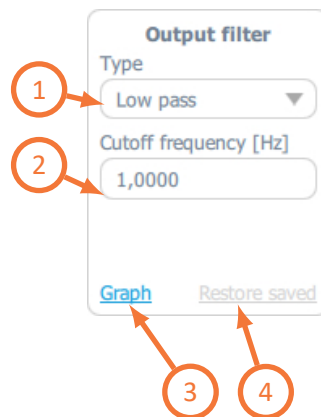 Output filter
Type
1
Low pass
Cutoff frequency [Hz]
2
1,0000
Graph
Restore saved
3
4